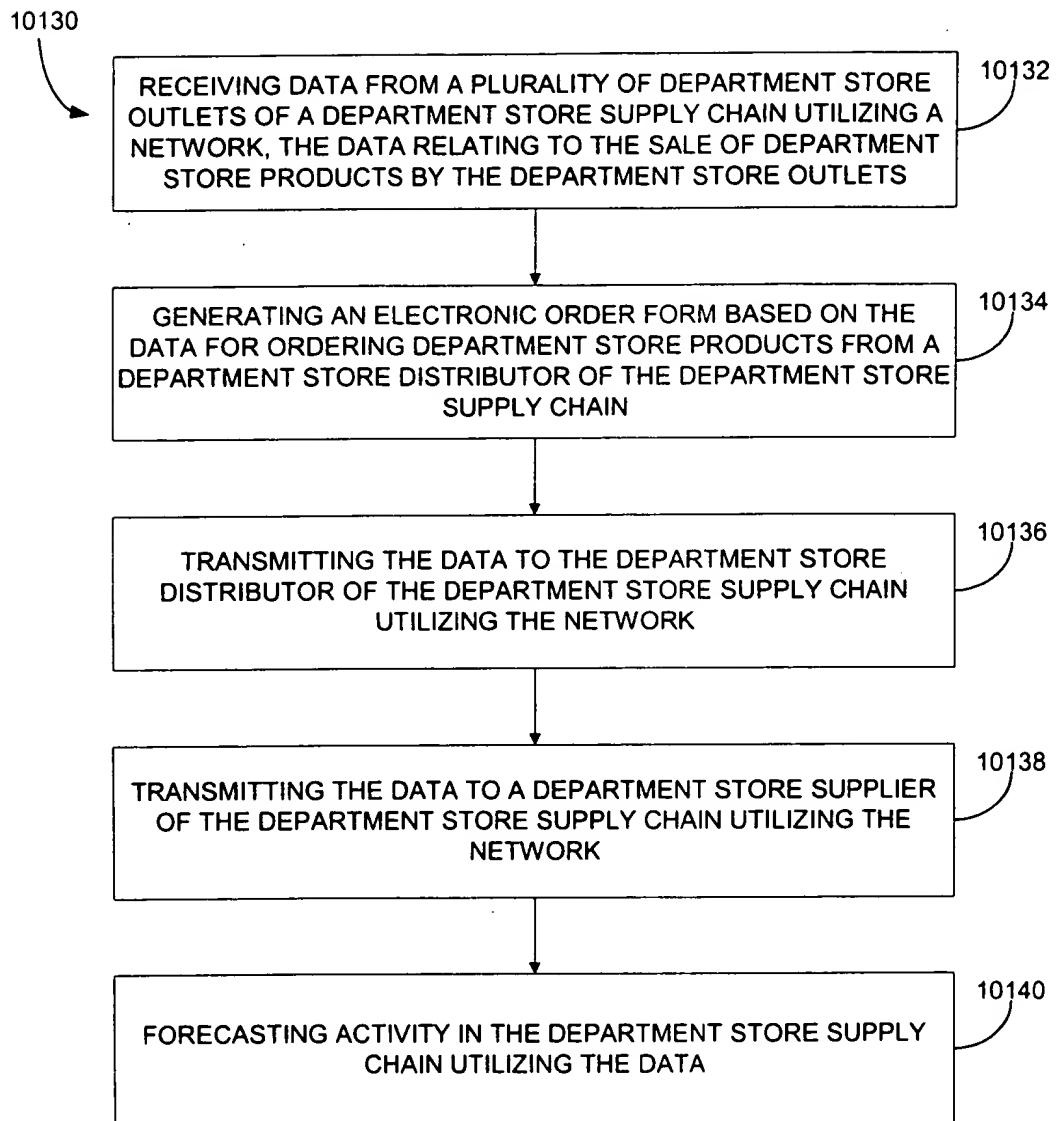 10130
10132
RECEIVING DATA FROM A PLURALITY OF DEPARTMENT STORE
OUTLETS OF A DEPARTMENT STORE SUPPLY CHAIN UTILIZING A
NETWORK, THE DATA RELATING TO THE SALE OF DEPARTMENT
STORE PRODUCTS BY THE DEPARTMENT STORE OUTLETS
10134
GENERATING AN ELECTRONIC ORDER FORM BASED ON THE
DATA FOR ORDERING DEPARTMENT STORE PRODUCTS FROM A
DEPARTMENT STORE DISTRIBUTOR OF THE DEPARTMENT STORE
SUPPLY CHAIN
10136
TRANSMITTING THE DATA TO THE DEPARTMENT STORE
DISTRIBUTOR OF THE DEPARTMENT STORE SUPPLY CHAIN
UTILIZING THE NETWORK
10138
TRANSMITTING THE DATA TO A DEPARTMENT STORE SUPPLIER
OF THE DEPARTMENT STORE SUPPLY CHAIN UTILIZING THE
NETWORK
10140
FORECASTING ACTIVITY IN THE DEPARTMENT STORE SUPPLY
CHAIN UTILIZING THE DATA